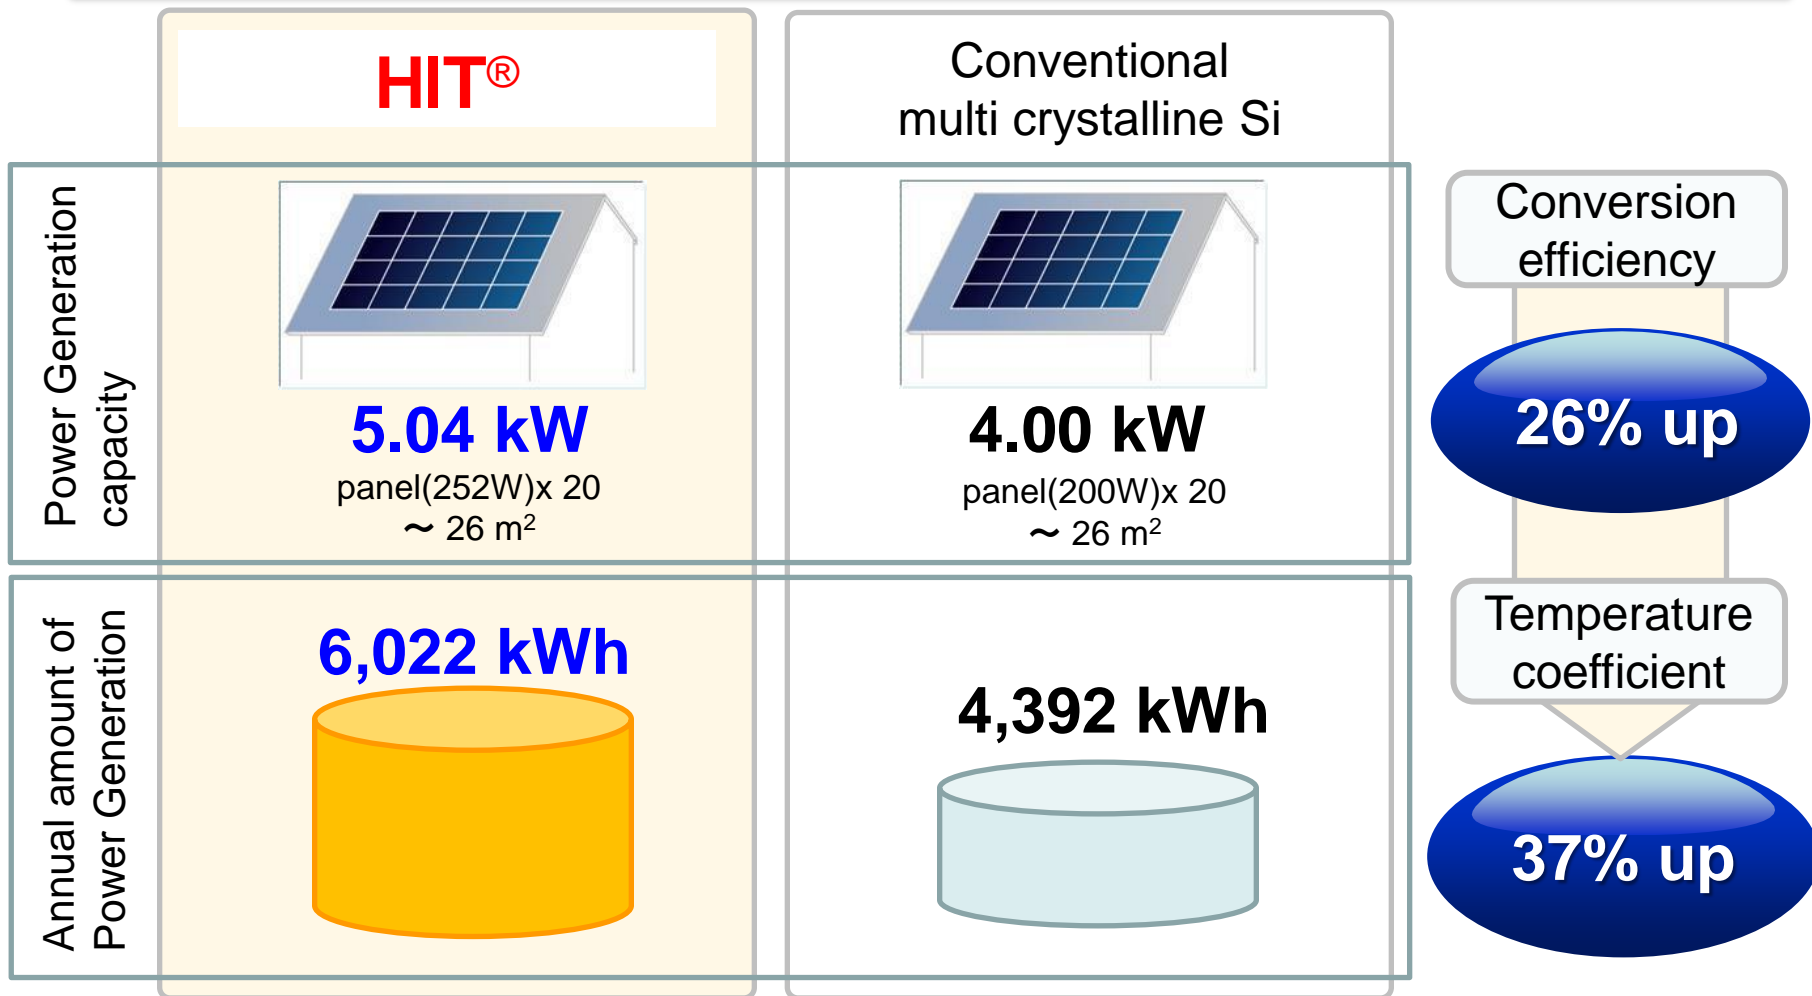 HIT®
Conventional
multi crystalline Si
Power Generation
capacity
5.04 kW
panel(252W)x 20
～ 26 m²
4.00 kW
panel(200W)x 20
～ 26 m²
Conversion
efficiency
26% up
Annual amount of
Power Generation
6,022 kWh
4,392 kWh
Temperature
coefficient
37% up